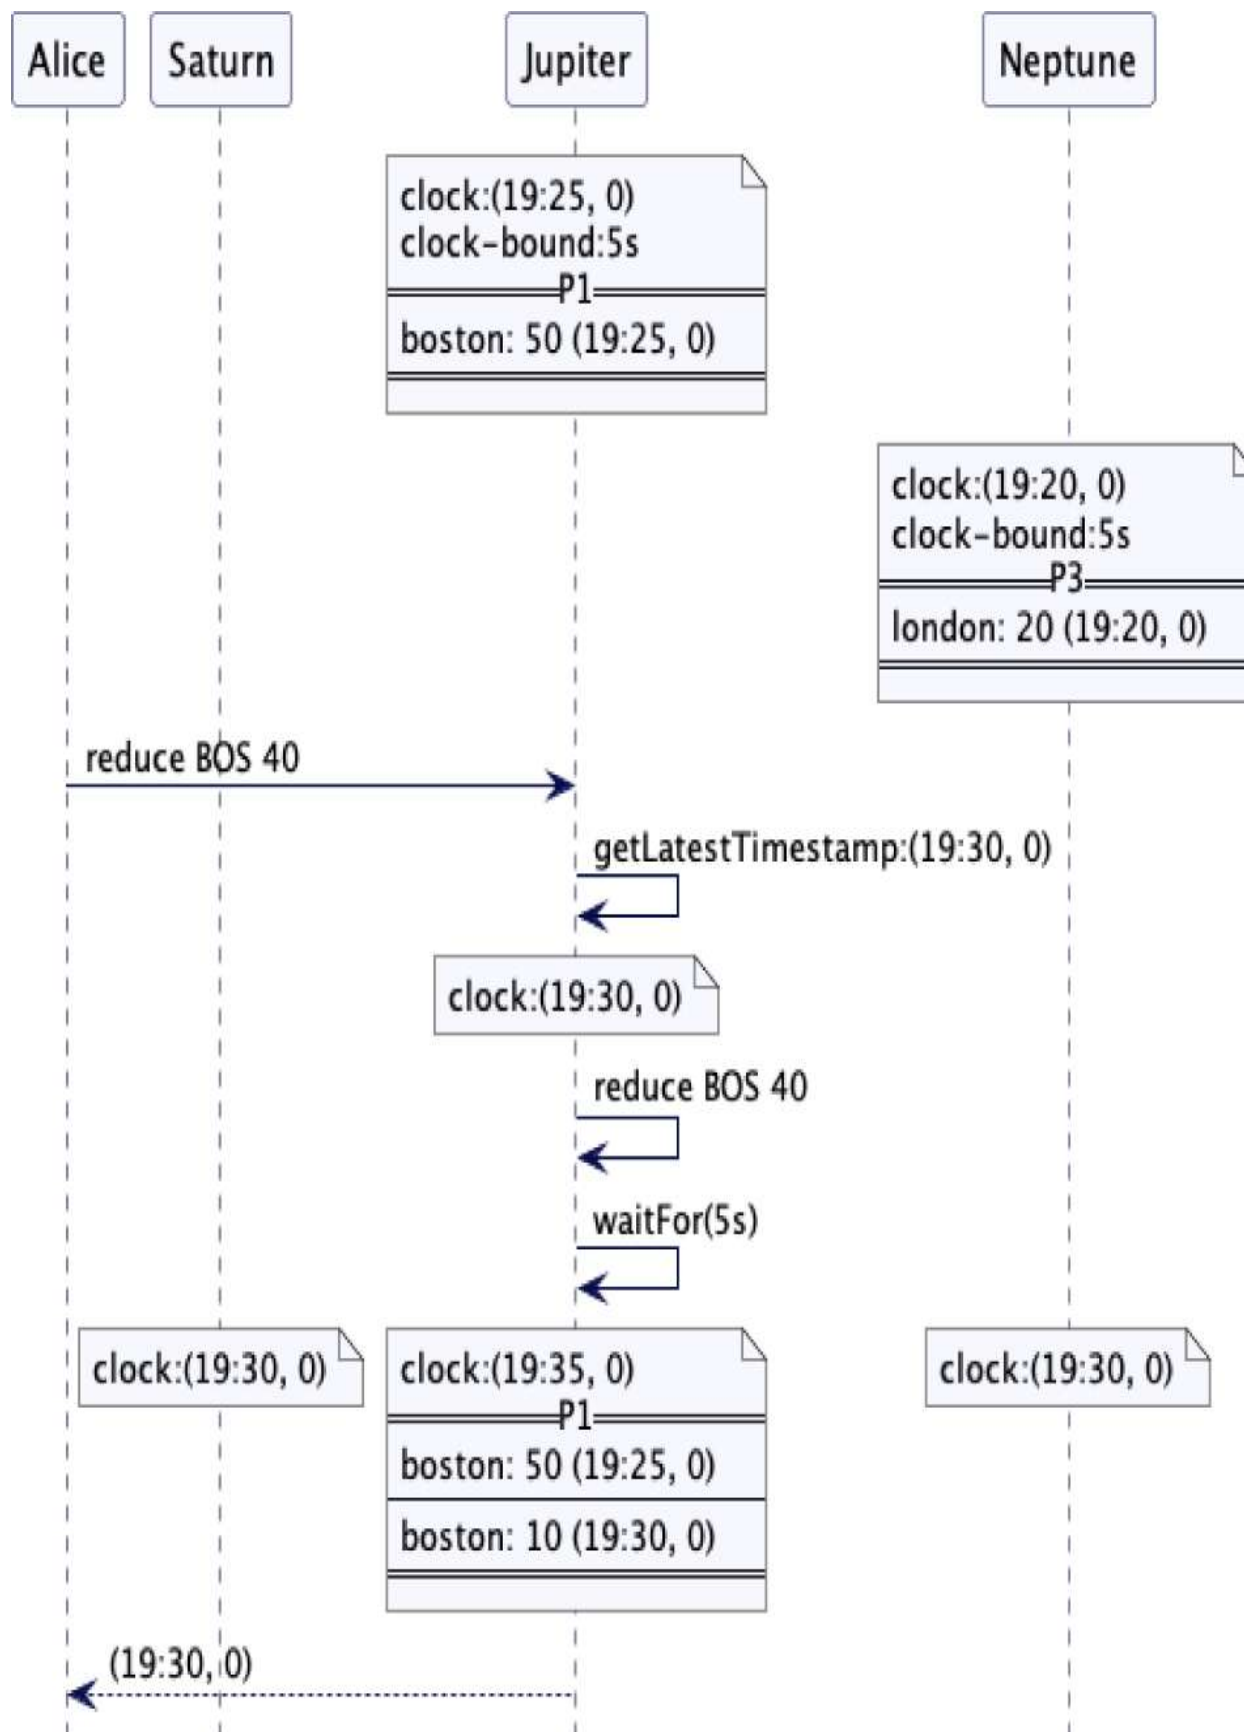 Alice
Saturn
Jupiter
Neptune
clock:(19:25, 0)
clock-bound:5s
P1
boston: 50 (19:25, 0)
clock:(19:20, 0)
clock-bound:5s
P3
london: 20 (19:20, 0)
reduce BOS 40
getLatestTimestamp:(19:30, 0)
clock:(19:30, 0)
reduce BOS 40
waitFor(5s)
clock:(19:30, 0)
clock:(19:35, 0)
P1
boston: 50 (19:25, 0)
boston: 10 (19:30, 0)
clock:(19:30, 0)
(19:30, 0)